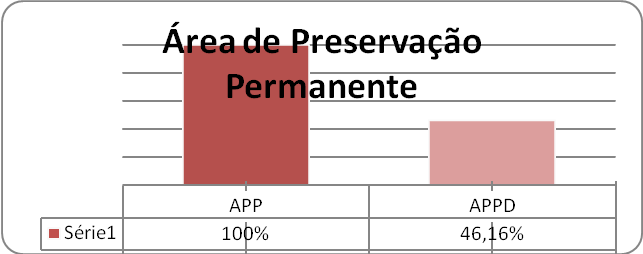 Área de Preservação
Permanente
APP APPD
Série1 100% 46,16%